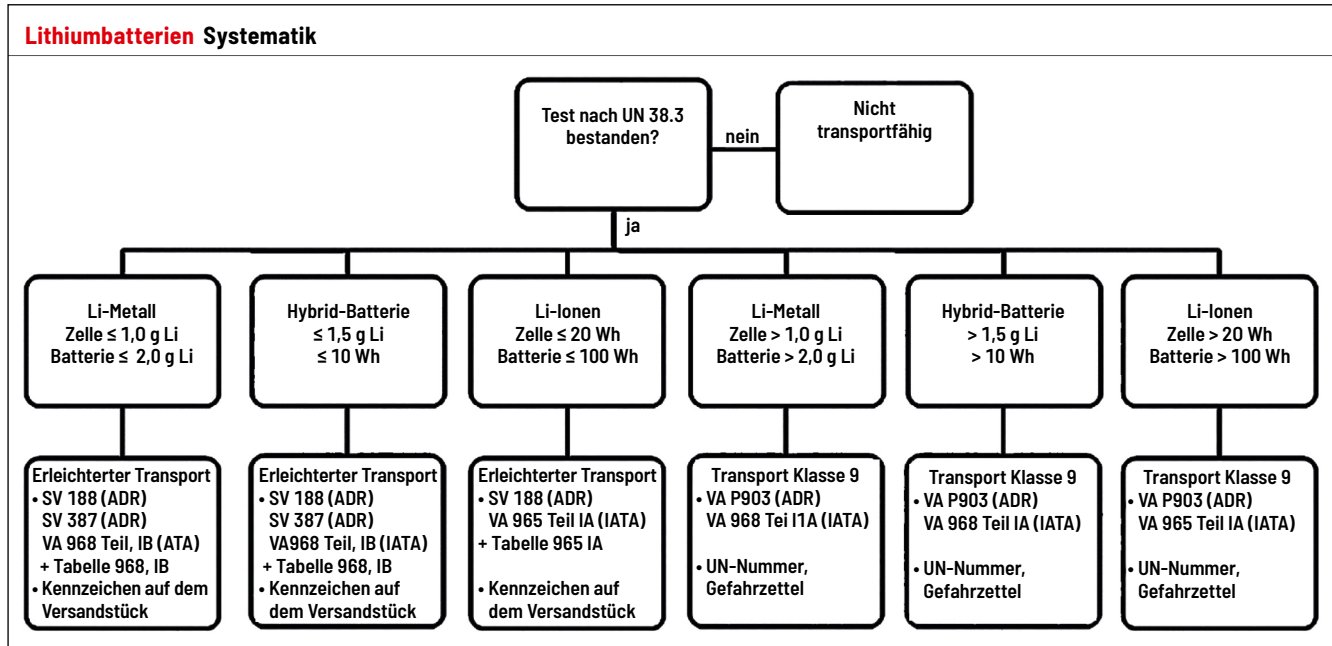 Lithiumbatterien Systematik
Test nach UN 38.3
bestanden?
nein
Nicht
transportfähig
ja
Li-Metall
Zelle ≤ 1,0 g Li
Batterie ≤ 2,0 g Li
Hybrid-Batterie
≤ 1,5 g Li
≤ 10 Wh
Li-Ionen
Zelle ≤ 20 Wh
Batterie ≤ 100 Wh
Li-Metall
Zelle > 1,0 g Li
Batterie > 2,0 g Li
Hybrid-Batterie
> 1,5 g Li
> 10 Wh
Li-Ionen
Zelle > 20 Wh
Batterie > 100 Wh
Erleichterter Transport
• SV 188 (ADR)
SV 387 (ADR)
VA 968 Teil, IB (ATA)
+ Tabelle 968, IB
• Kennzeichen auf dem
Versandstück
Erleichterter Transport
• SV 188 (ADR)
SV 387 (ADR)
VA968 Teil, IB (IATA)
+ Tabelle 968, IB
• Kennzeichen auf
dem Versandstück
Erleichterter Transport
• SV 188 (ADR)
VA 965 Teil IA (IATA)
+ Tabelle 965 IA
• Kennzeichen auf
dem Versandstück
Transport Klasse 9
• VA P903 (ADR)
VA 968 Tei l1A (IATA)
• UN-Nummer,
Gefahrzettel
Transport Klasse 9
• VA P903 (ADR)
VA 968 Teil IA (IATA)
• UN-Nummer,
Gefahrzettel
Transport Klasse 9
• VA P903 (ADR)
VA 965 Teil IA (IATA)
• UN-Nummer,
Gefahrzettel